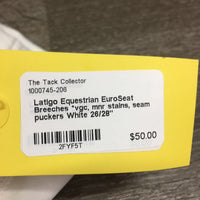 The Tack Collector
1000745-206
Latigo Equestrian EuroSeat
Breeches *vgc, mnr stains, seam
puckers White 26/28"
$50.00
2FYF5T